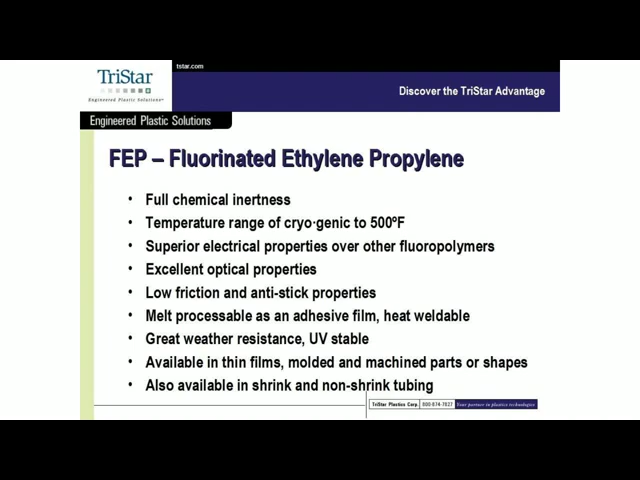 tstar.com
TriStar
Engineered Plastic Solutions
Discover the TriStar Advantage
Engineered Plastic Solutions
FEP – Fluorinated Ethylene Propylene
• Full chemical inertness
• Temperature range of cryo·genic to 500ºF
• Superior electrical properties over other fluoropolymers
• Excellent optical properties
• Low friction and anti-stick properties
• Melt processable as an adhesive film, heat weldable
• Great weather resistance, UV stable
• Available in thin films, molded and machined parts or shapes
• Also available in shrink and non-shrink tubing
TriStar Plastics Corp. 800-874-7827 Your partner in plastics technologies